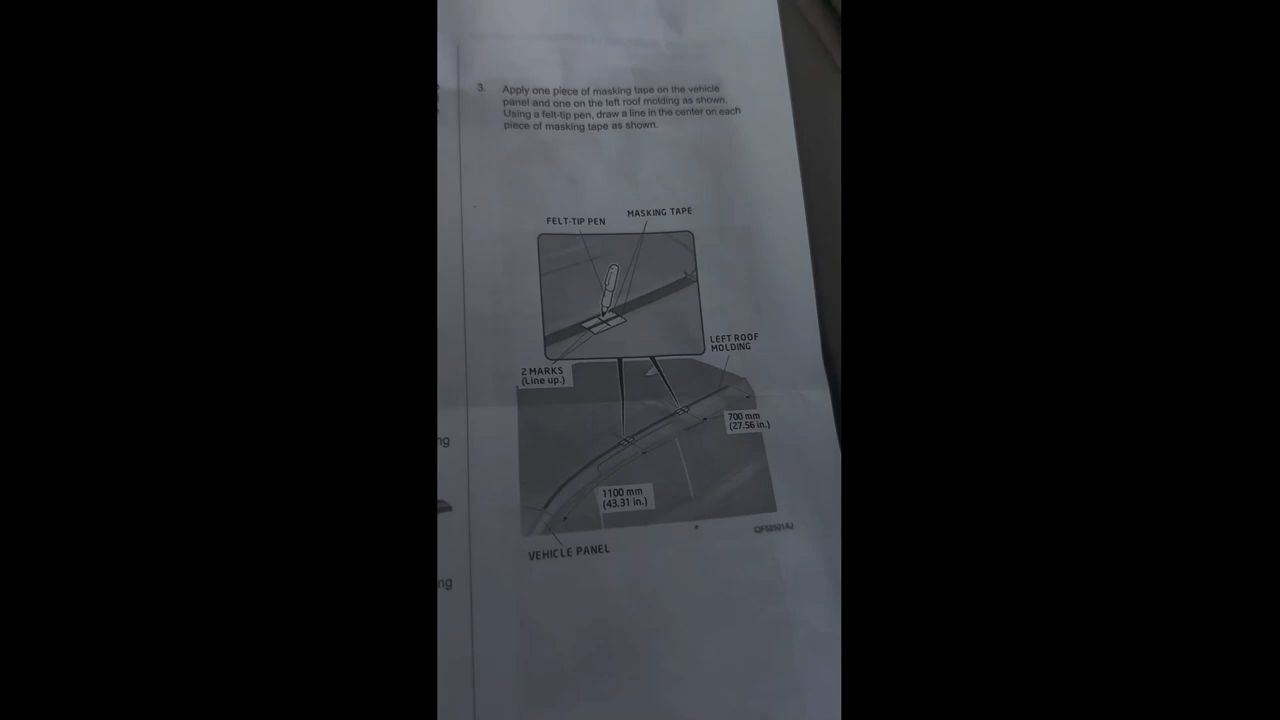 3. Apply one piece of masking tape on the vehicle
panel and one on the left roof molding as shown.
Using a felt-tip pen, draw a line in the center on each
piece of masking tape as shown.
FELT-TIP PEN
MASKING TAPE
LEFT ROOF
MOLDING
2 MARKS
(Line up.)
700 mm
(27.56 in.)
ng
1100 mm
(43.31 in.)
VEHICLE PANEL
ng